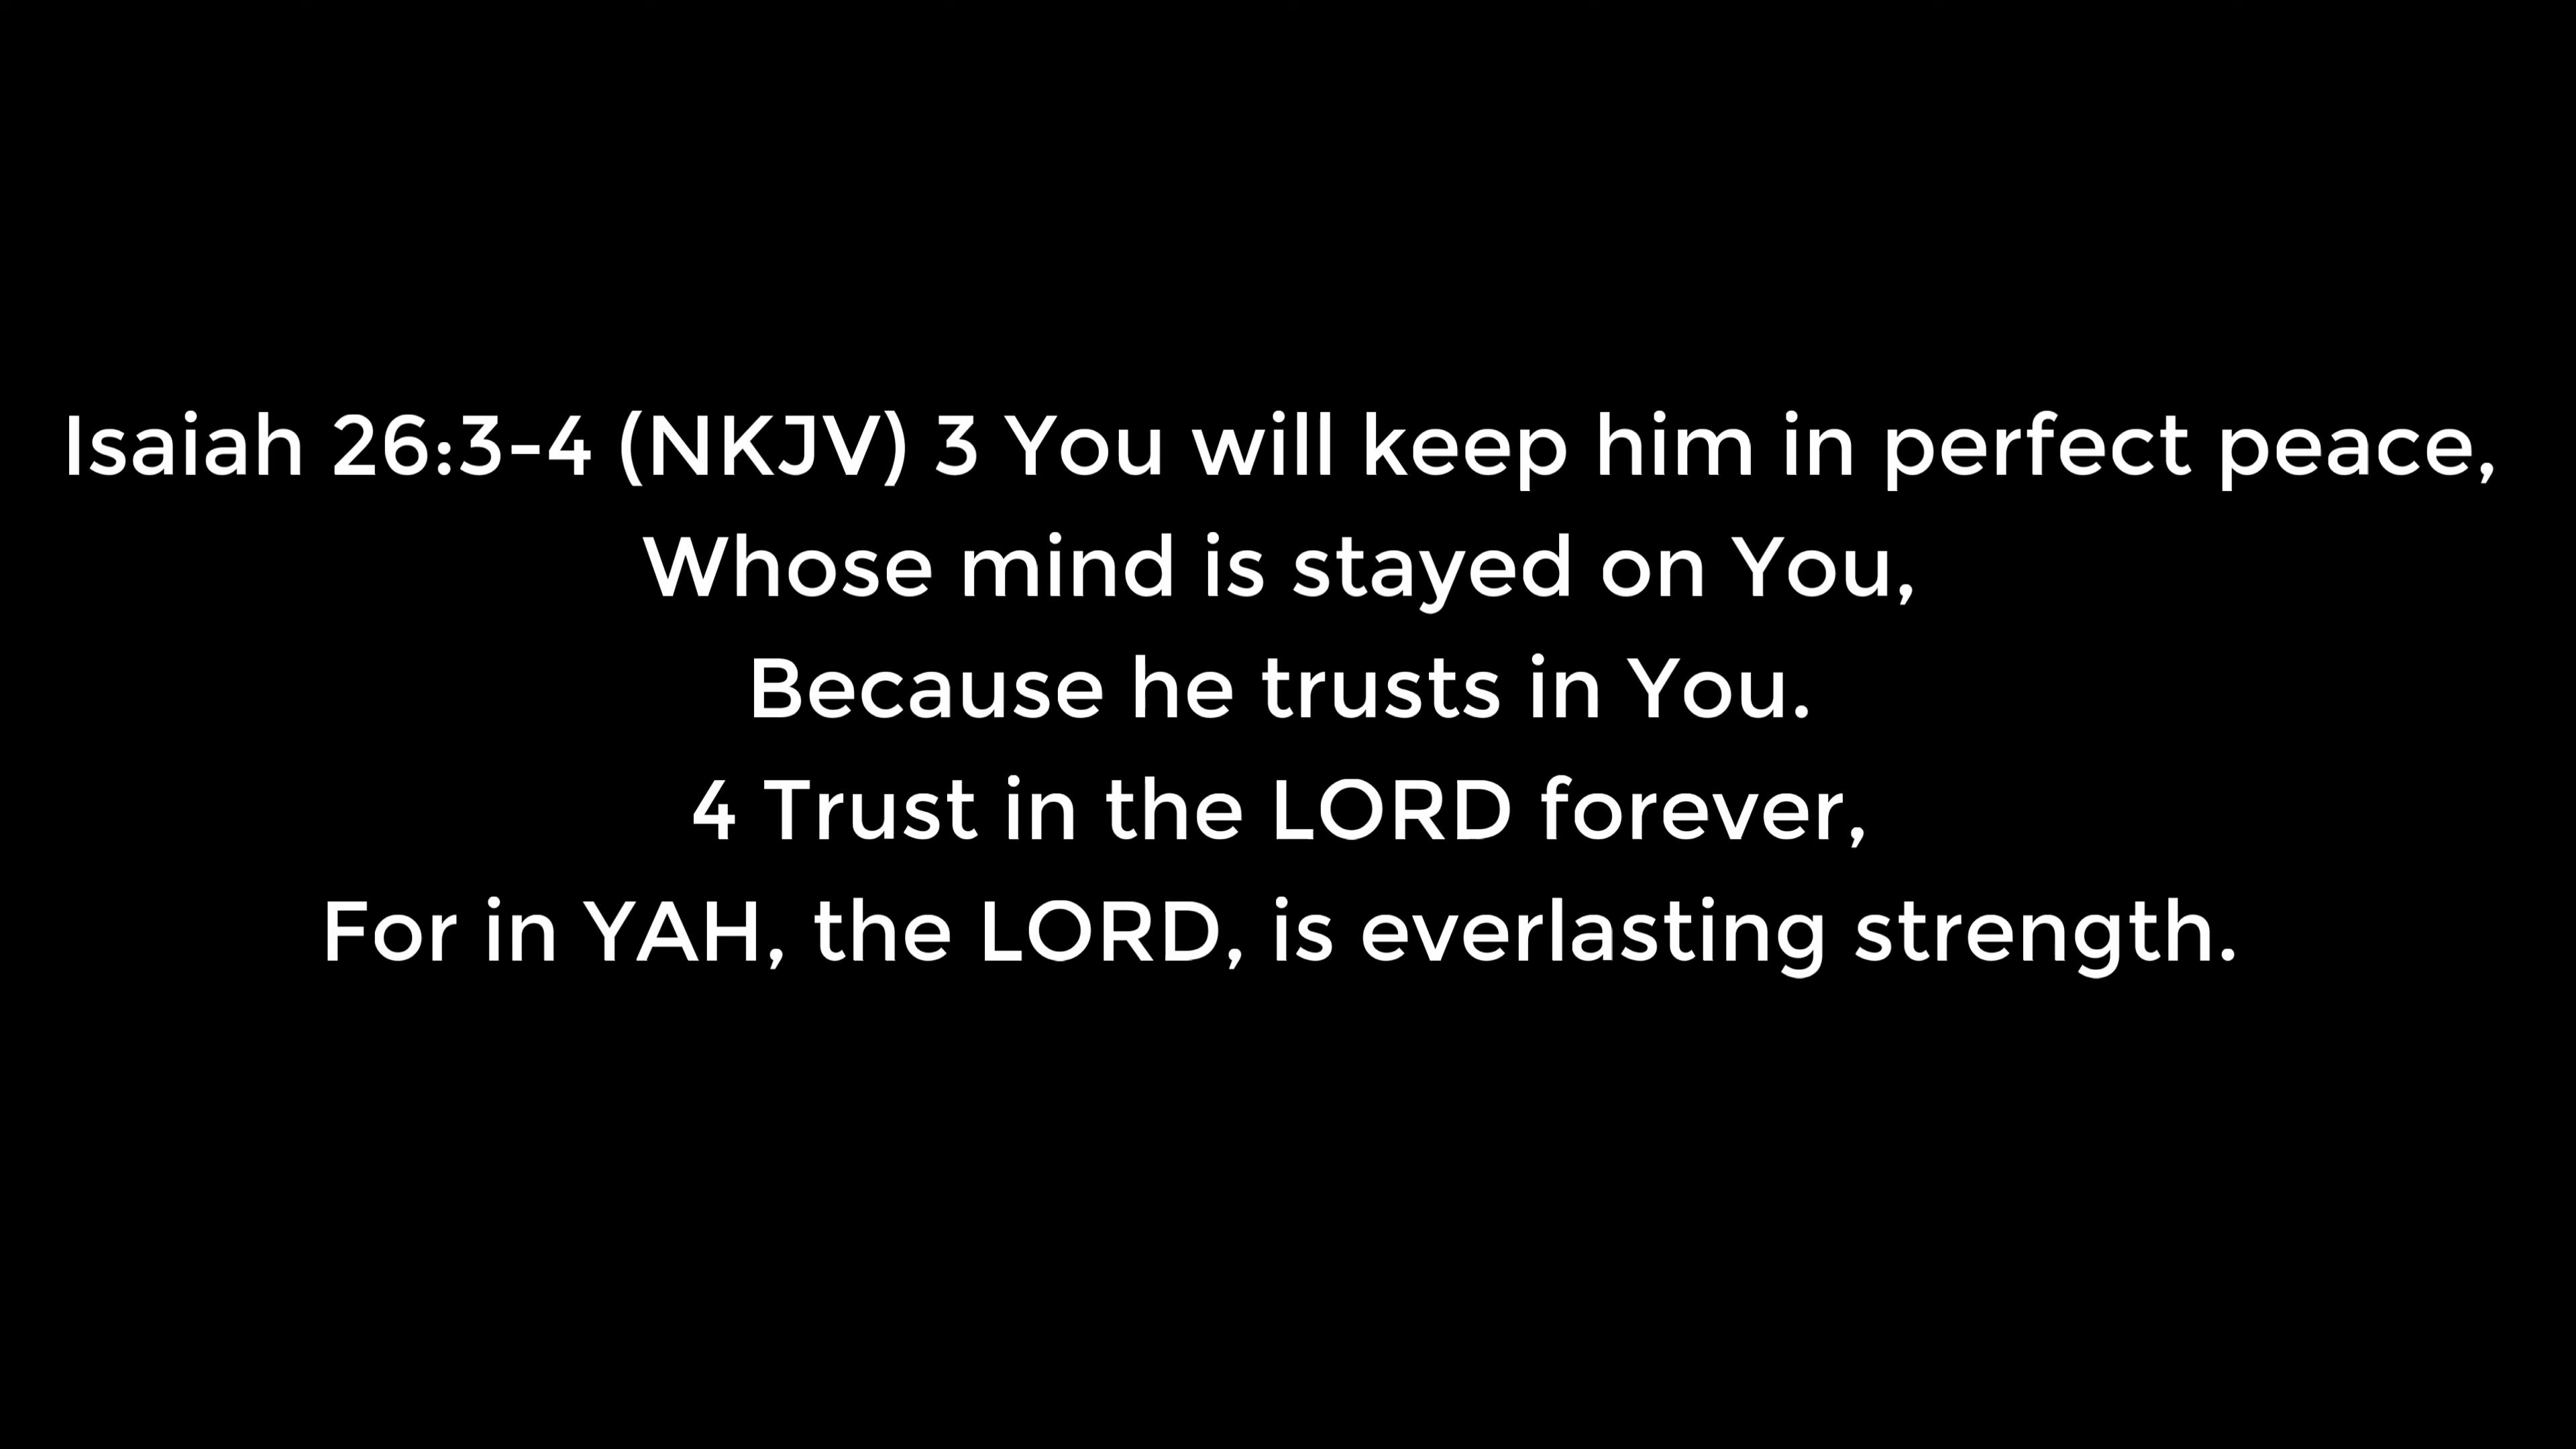 Isaiah 26:3-4 (NKJV) 3 You will keep him in perfect peace,
Whose mind is stayed on You,
Because he trusts in You.
4 Trust in the LORD forever,
For in YAH, the LORD, is everlasting strength.